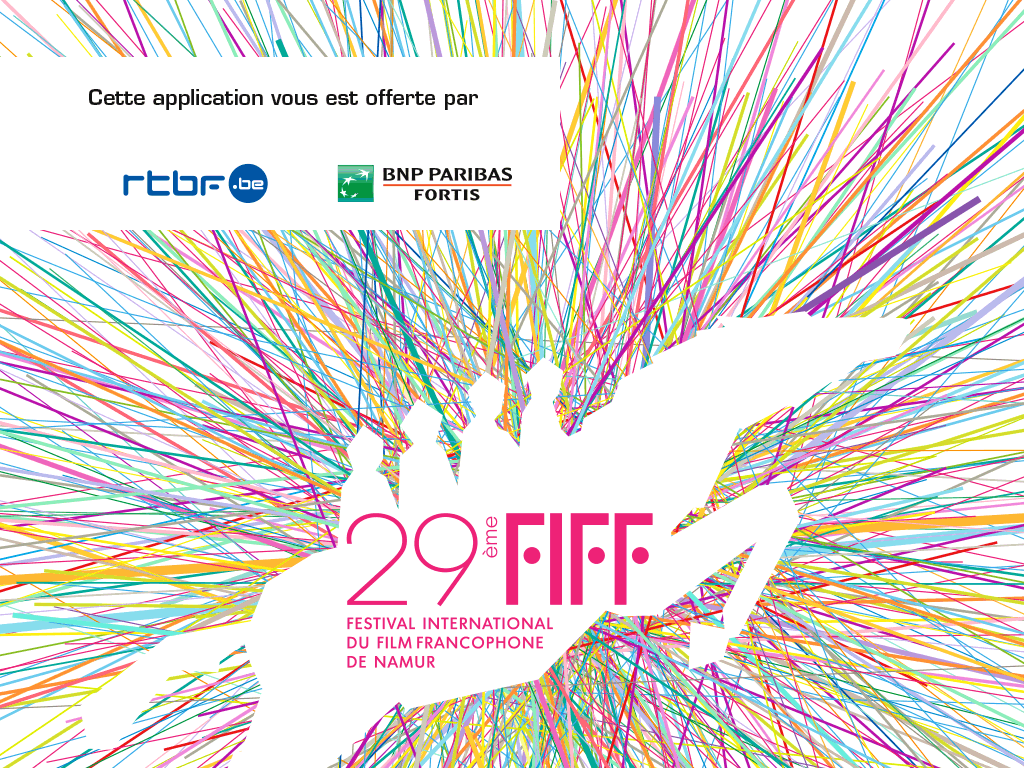 Cette application vous est offerte par
rtbf.be
BNP PARIBAS
FORTIS
29ème FIFF
FESTIVAL INTERNATIONAL
DU FILM FRANCOPHONE
DE NAMUR